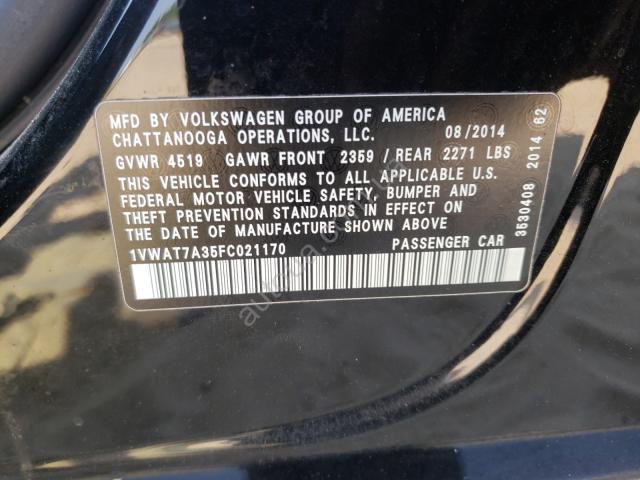 MFD BY VOLKSWAGEN GROUP OF AMERICA
CHATTANOOGA OPERATIONS, LLC. 08/2014
GVWR 4519 GAWR FRONT 2359 / REAR 2271 LBS
THIS VEHICLE CONFORMS TO ALL APPLICABLE U.S.
FEDERAL MOTOR VEHICLE SAFETY, BUMPER AND
THEFT PREVENTION STANDARDS IN EFFECT ON
THE DATE OF MANUFACTURE SHOWN ABOVE
1VWAT7A35FC021170 PASSENGER CAR
3530408 2014 62